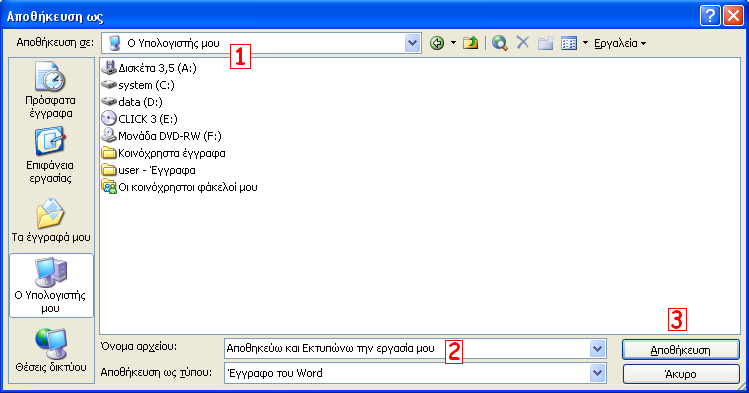 Αποθήκευση ως
Αποθήκευση σε:
Ο Υπολογιστής μου
1
Εργαλεία
Πρόσφατα
έγγραφα
Επιφάνεια
εργασίας
Τα έγγραφά μου
Ο Υπολογιστής
μου
Θέσεις δικτύου
Δισκέτα 3,5 (A:)
system (C:)
data (D:)
CLICK 3 (E:)
Μονάδα DVD-RW (F:)
Κοινόχρηστα έγγραφα
user - Έγγραφα
Οι κοινόχρηστοι φάκελοί μου
3
Όνομα αρχείου:
Αποθηκεύω και Εκτυπώνω την εργασία μου
2
Αποθήκευση
Αποθήκευση ως τύπου:
Έγγραφο του Word
Άκυρο